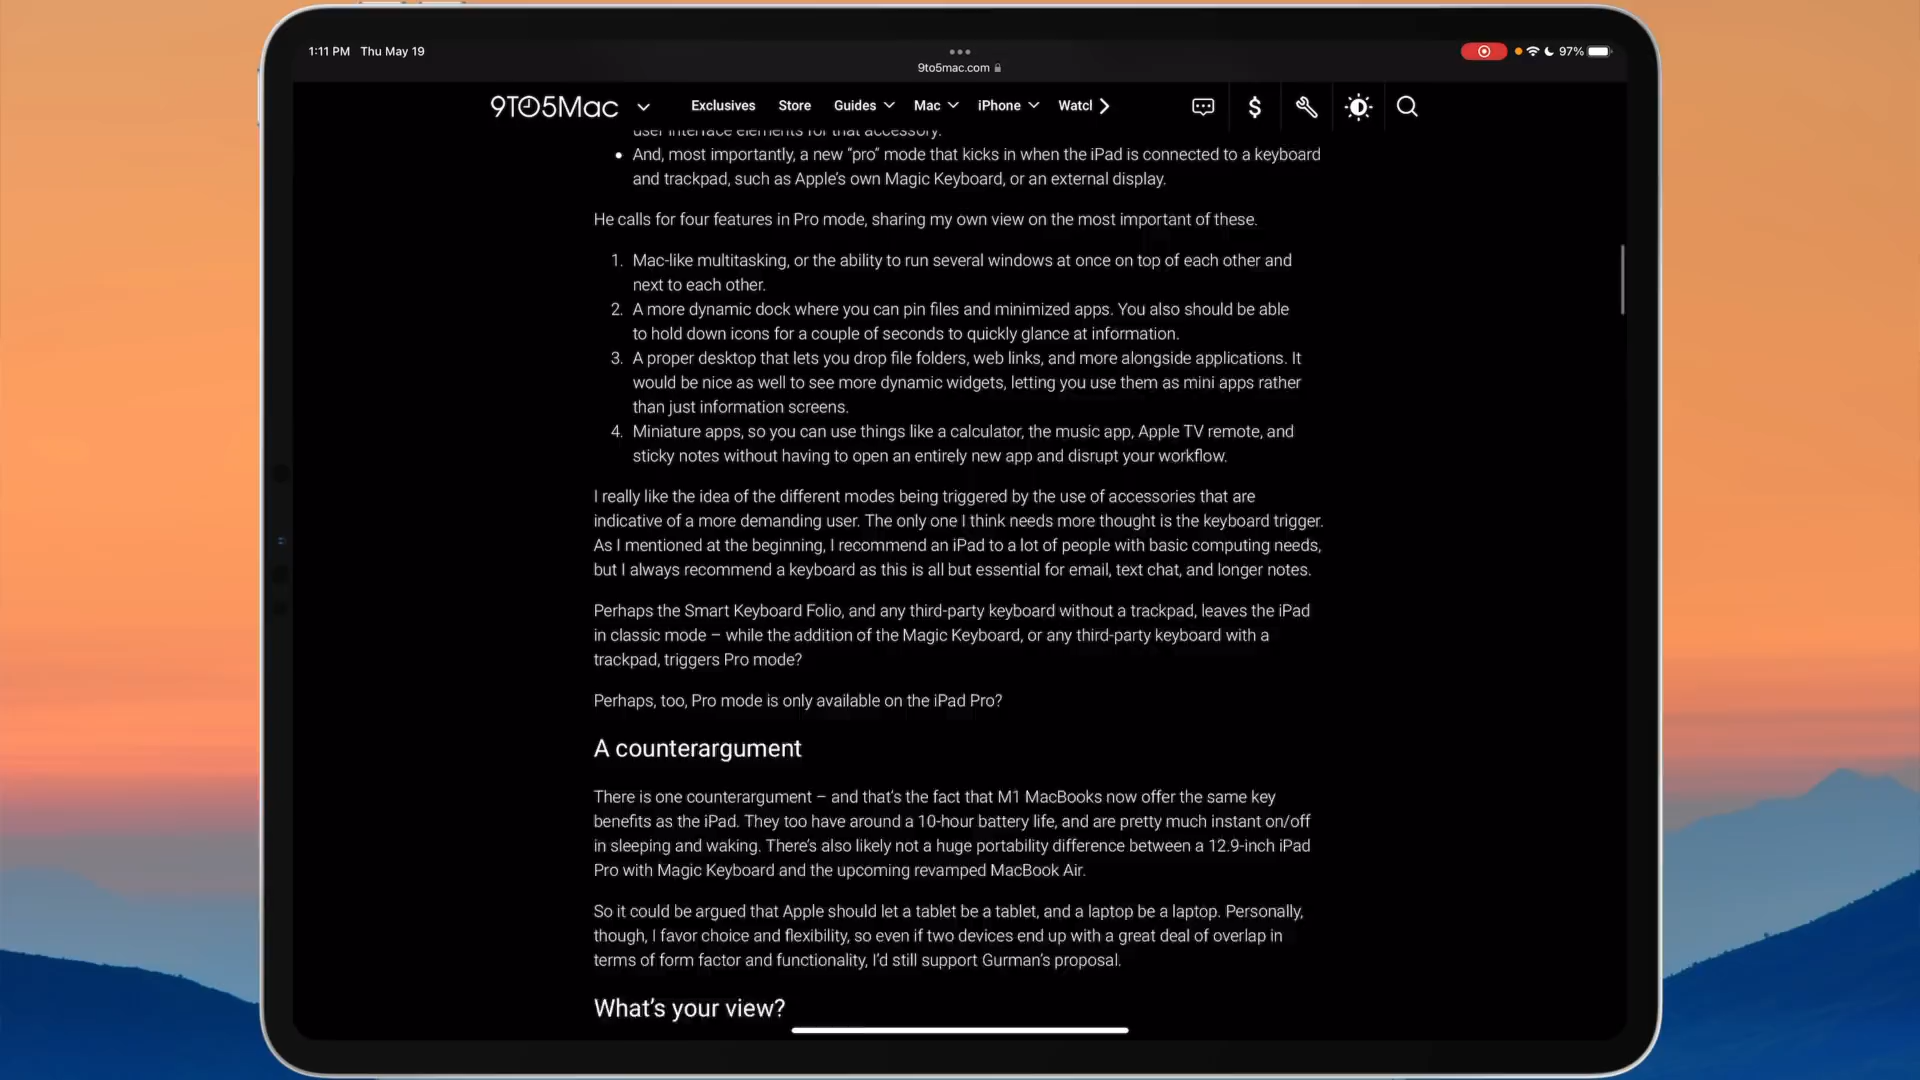 1:11 PM Thu May 19
97%
9to5mac.com
9TO5Mac
Exclusives Store Guides Mac iPhone Watcl
user interface elements for that accessory.
• And, most importantly, a new “pro” mode that kicks in when the iPad is connected to a keyboard
and trackpad, such as Apple’s own Magic Keyboard, or an external display.
He calls for four features in Pro mode, sharing my own view on the most important of these.
1. Mac-like multitasking, or the ability to run several windows at once on top of each other and
next to each other.
2. A more dynamic dock where you can pin files and minimized apps. You also should be able
to hold down icons for a couple of seconds to quickly glance at information.
3. A proper desktop that lets you drop file folders, web links, and more alongside applications. It
would be nice as well to see more dynamic widgets, letting you use them as mini apps rather
than just information screens.
4. Miniature apps, so you can use things like a calculator, the music app, Apple TV remote, and
sticky notes without having to open an entirely new app and disrupt your workflow.
I really like the idea of the different modes being triggered by the use of accessories that are
indicative of a more demanding user. The only one I think needs more thought is the keyboard trigger.
As I mentioned at the beginning, I recommend an iPad to a lot of people with basic computing needs,
but I always recommend a keyboard as this is all but essential for email, text chat, and longer notes.
Perhaps the Smart Keyboard Folio, and any third-party keyboard without a trackpad, leaves the iPad
in classic mode – while the addition of the Magic Keyboard, or any third-party keyboard with a
trackpad, triggers Pro mode?
Perhaps, too, Pro mode is only available on the iPad Pro?
A counterargument
There is one counterargument – and that’s the fact that M1 MacBooks now offer the same key
benefits as the iPad. They too have around a 10-hour battery life, and are pretty much instant on/off
in sleeping and waking. There’s also likely not a huge portability difference between a 12.9-inch iPad
Pro with Magic Keyboard and the upcoming revamped MacBook Air.
So it could be argued that Apple should let a tablet be a tablet, and a laptop be a laptop. Personally,
though, I favor choice and flexibility, so even if two devices end up with a great deal of overlap in
terms of form factor and functionality, I’d still support Gurman’s proposal.
What’s your view?